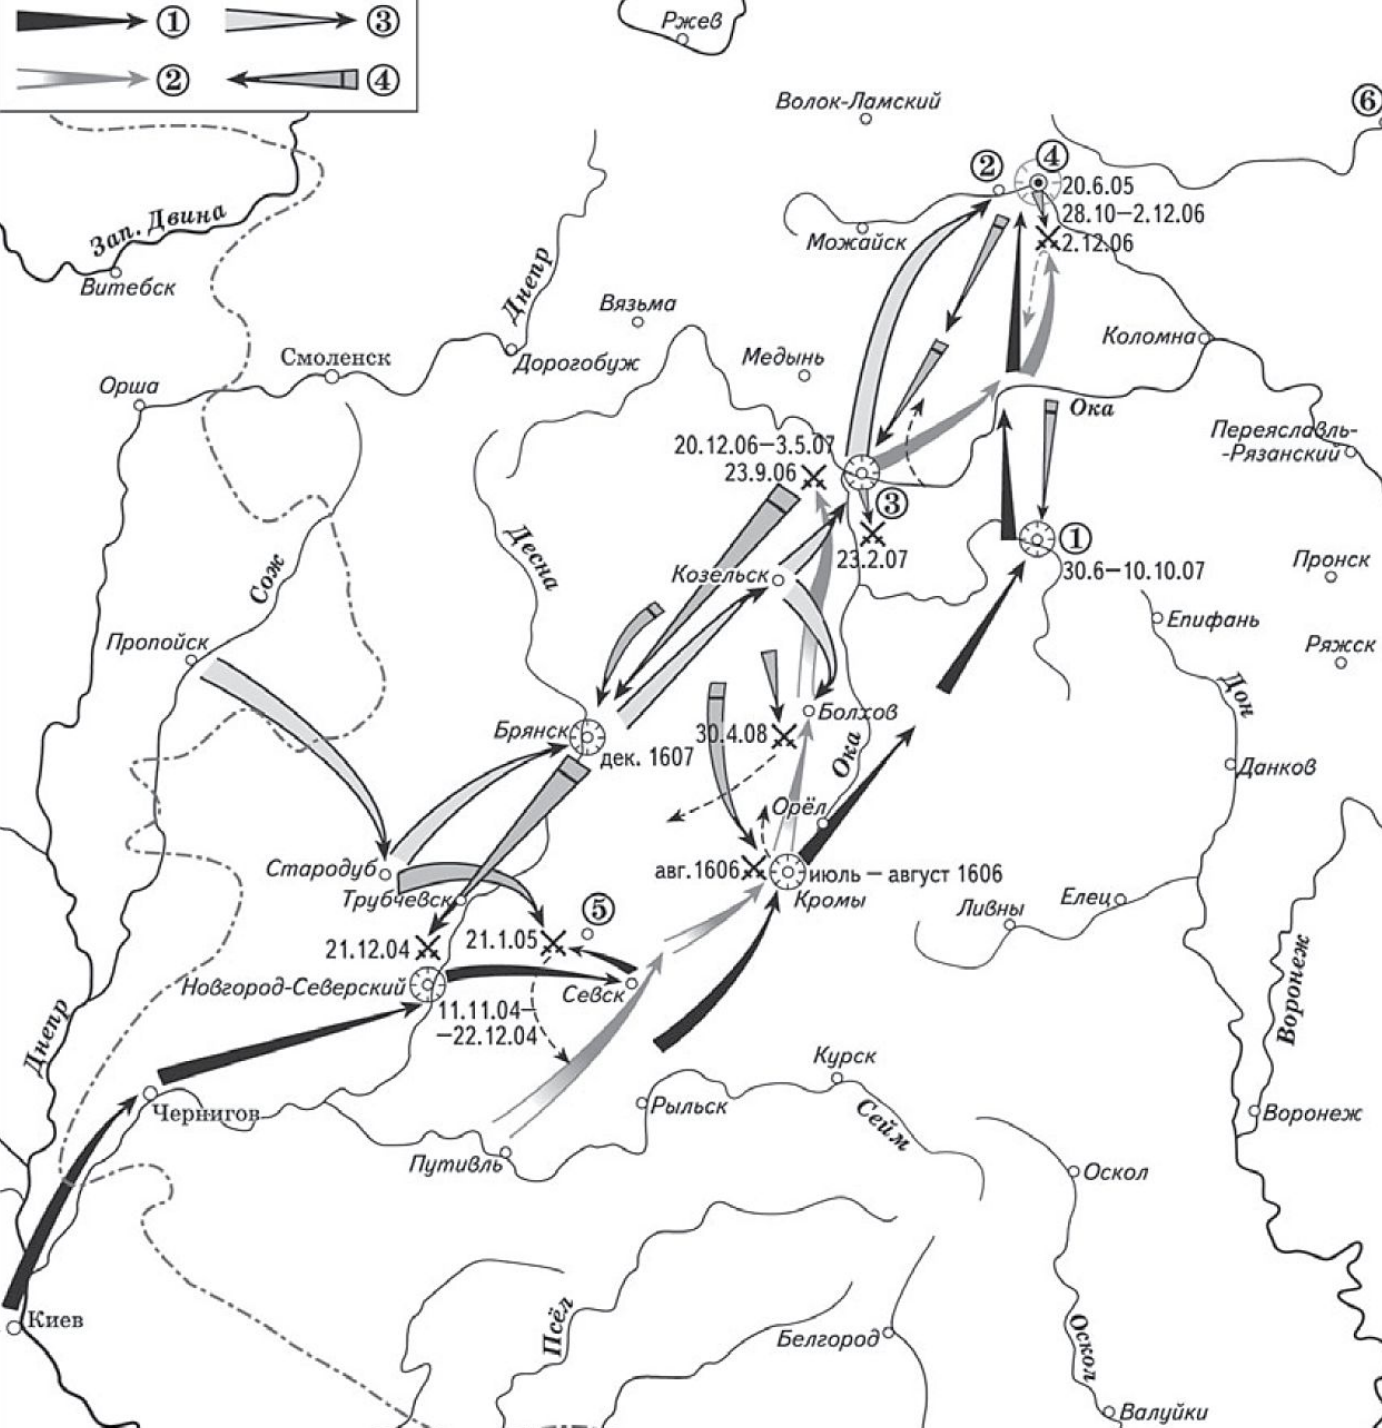 ①
③
②
④
Ржев
Волок-Ламский
⑥
②
④
20.6.05
28.10–2.12.06
2.12.06
Можайск
Зап. Двина
Витебск
Днепр
Вязьма
Смоленск
Дорогобуж
Медынь
Коломна
Орша
Ока
Переяславль-
-Рязанский
20.12.06–3.5.07
23.9.06
③
23.2.07
①
30.6–10.10.07
Пронск
Десна
Козельск
Сож
Епифань
Ряжск
Пропойск
Дон
Брянск
дек. 1607
Болхов
30.4.08
Ока
Данков
Орёл
Стародуб
Трубчевск
авг. 1606
июль – август 1606
Кромы
Ливны
Елец
⑤
21.12.04
21.1.05
Новгород-Северский
Севск
11.11.04–
–22.12.04
Днепр
Воронеж
Чернигов
Рыльск
Курск
Сейм
Воронеж
Путивль
Оскол
Киев
Псёл
Белгород
Оскол
Валуйки